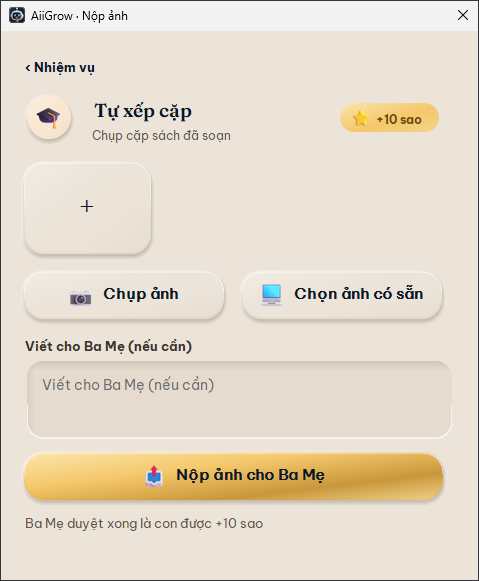 AiiGrow · Nộp ảnh
‹ Nhiệm vụ
Tự xếp cặp
Chụp cặp sách đã soạn
+10 sao
+
Chụp ảnh
Chọn ảnh có sẵn
Viết cho Ba Mẹ (nếu cần)
Viết cho Ba Mẹ (nếu cần)
Nộp ảnh cho Ba Mẹ
Ba Mẹ duyệt xong là con được +10 sao